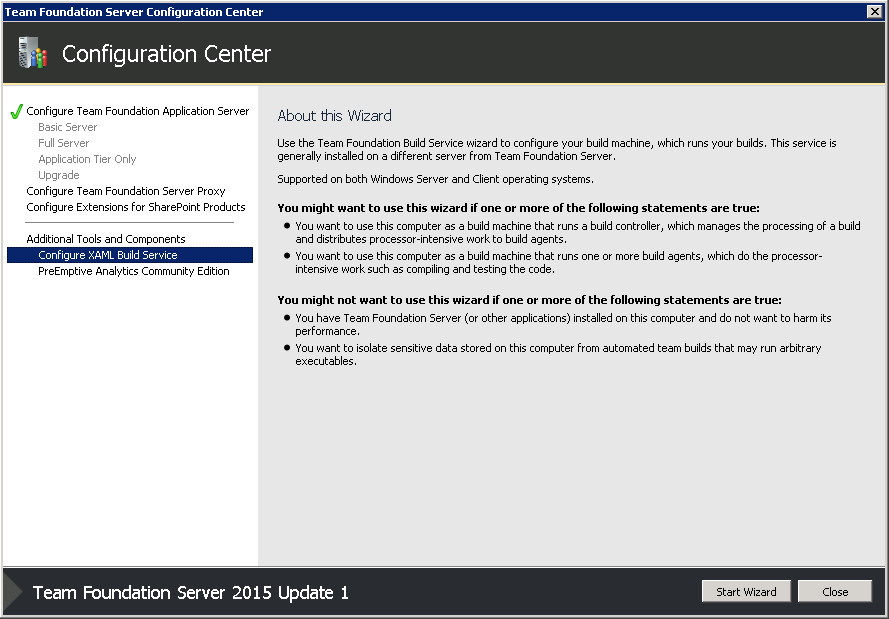 Team Foundation Server Configuration Center
Configuration Center
Configure Team Foundation Application Server
Basic Server
Full Server
Application Tier Only
Upgrade
Configure Team Foundation Server Proxy
Configure Extensions for SharePoint Products
Additional Tools and Components
Configure XAML Build Service
PreEmptive Analytics Community Edition
About this Wizard
Use the Team Foundation Build Service wizard to configure your build machine, which runs your builds. This service is
generally installed on a different server from Team Foundation Server.
Supported on both Windows Server and Client operating systems.
You might want to use this wizard if one or more of the following statements are true:
● You want to use this computer as a build machine that runs a build controller, which manages the processing of a build
and distributes processor-intensive work to build agents.
● You want to use this computer as a build machine that runs one or more build agents, which do the processor-
intensive work such as compiling and testing the code.
You might not want to use this wizard if one or more of the following statements are true:
● You have Team Foundation Server (or other applications) installed on this computer and do not want to harm its
performance.
● You want to isolate sensitive data stored on this computer from automated team builds that may run arbitrary
executables.
Team Foundation Server 2015 Update 1
Start Wizard
Close